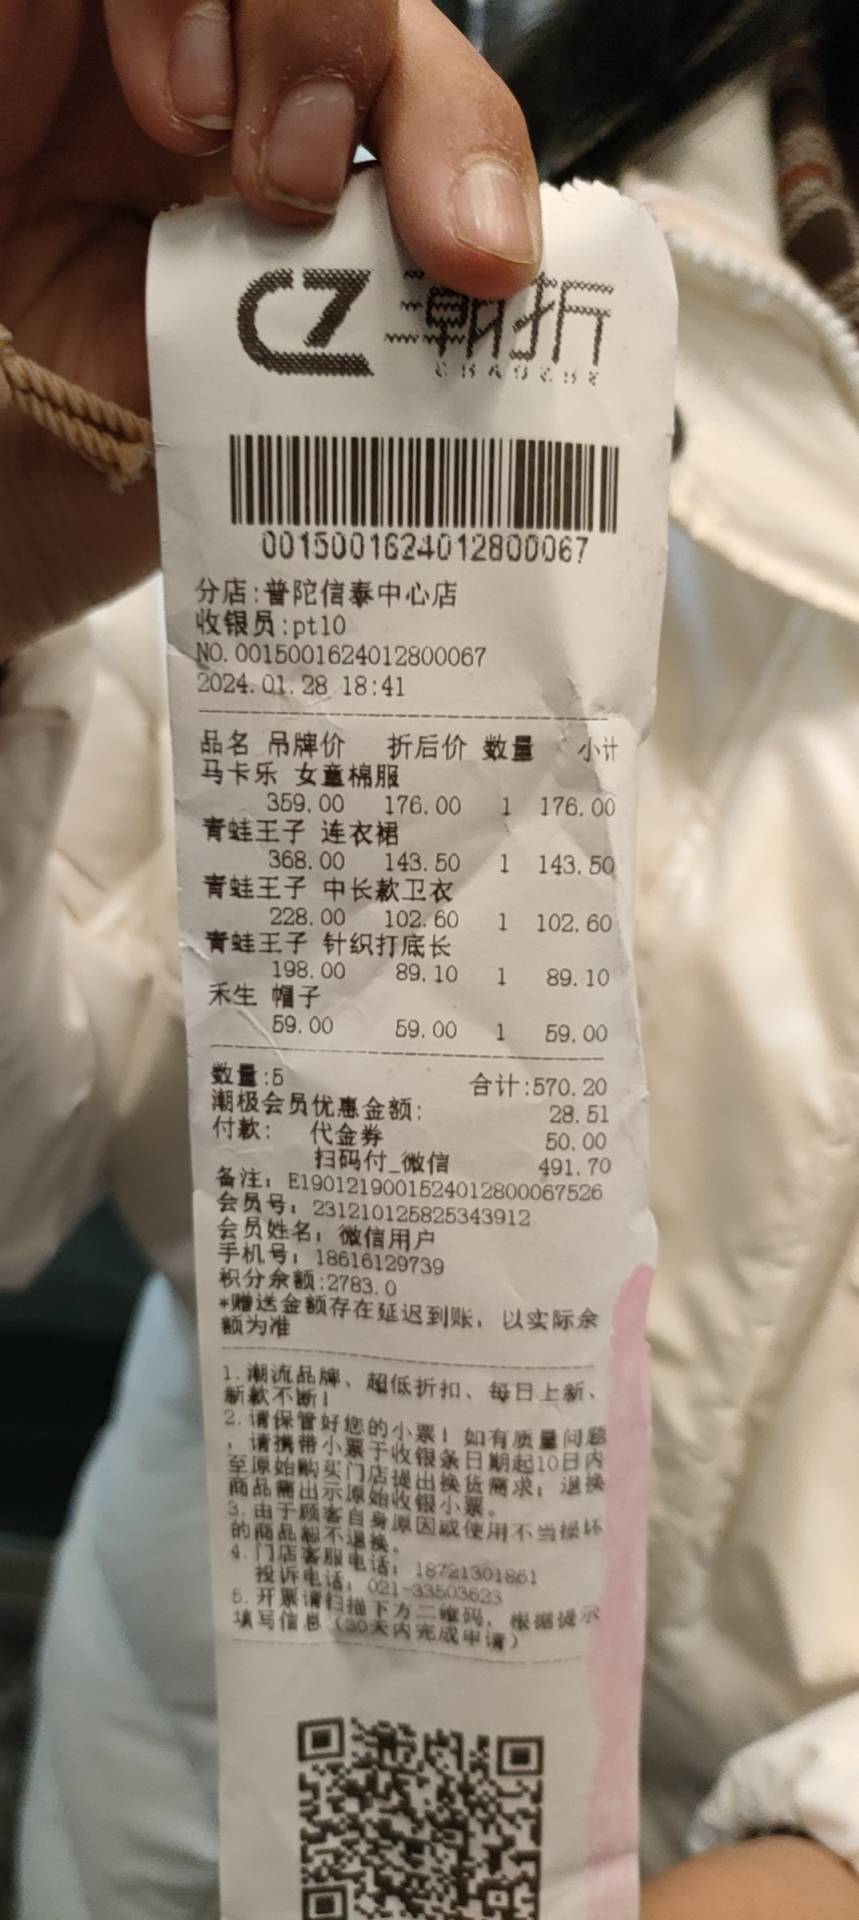 CZ 潮折
CHAOZHE
0015001624012800067
分店:普陀信泰中心店
收银员:pt10
NO.0015001624012800067
2024.01.28 18:41
品名 吊牌价 折后价 数量 小计
马卡乐 女童棉服
359.00 176.00 1 176.00
青蛙王子 连衣裙
368.00 143.50 1 143.50
青蛙王子 中长款卫衣
228.00 102.60 1 102.60
青蛙王子 针织打底长
198.00 89.10 1 89.10
禾生 帽子
59.00 59.00 1 59.00
数量:5 合计:570.20
潮极会员优惠金额: 28.51
付款: 代金券 50.00
扫码付_微信 491.70
备注: E1901219001524012800067526
会员号: 231210125825343912
会员姓名: 微信用户
手机号: 18616129739
积分余额:2783.0
*赠送金额存在延迟到账，以实际余
额为准
1.潮流品牌、超低折扣、每日上新、
新款不断!
2.请保管好您的小票! 如有质量问题
，请携带小票于收银条日期起10日内
至原始购买门店提出换货需求; 退换
商品需出示原始收银小票。
3.由于顾客自身原因或使用不当损坏
的商品恕不退换。
4.门店客服电话: 18721301861
投诉电话: 021-33503623
5.开票请扫描下方二维码，根据提示
填写信息（30天内完成申请）